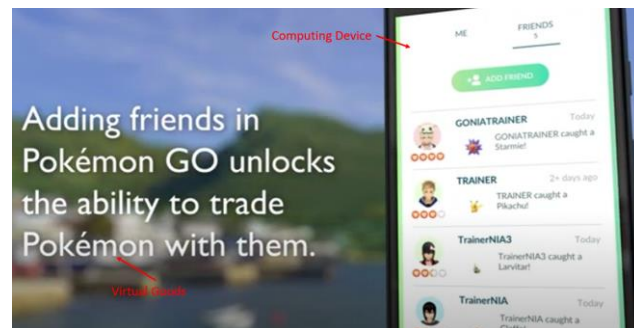 Computing Device
ME
FRIENDS
5
ADD FRIEND
GONIATRAINER
Today
GONIATRAINER caught a
Starmie!
TRAINER
2+ days ago
TRAINER caught a
Pikachu!
TrainerNIA3
Today
TrainerNIA3 caught a
Larvitar!
TrainerNIA
Today
TrainerNIA caught a
Adding friends in
Pokémon GO unlocks
the ability to trade
Pokémon with them.
Virtual Goods